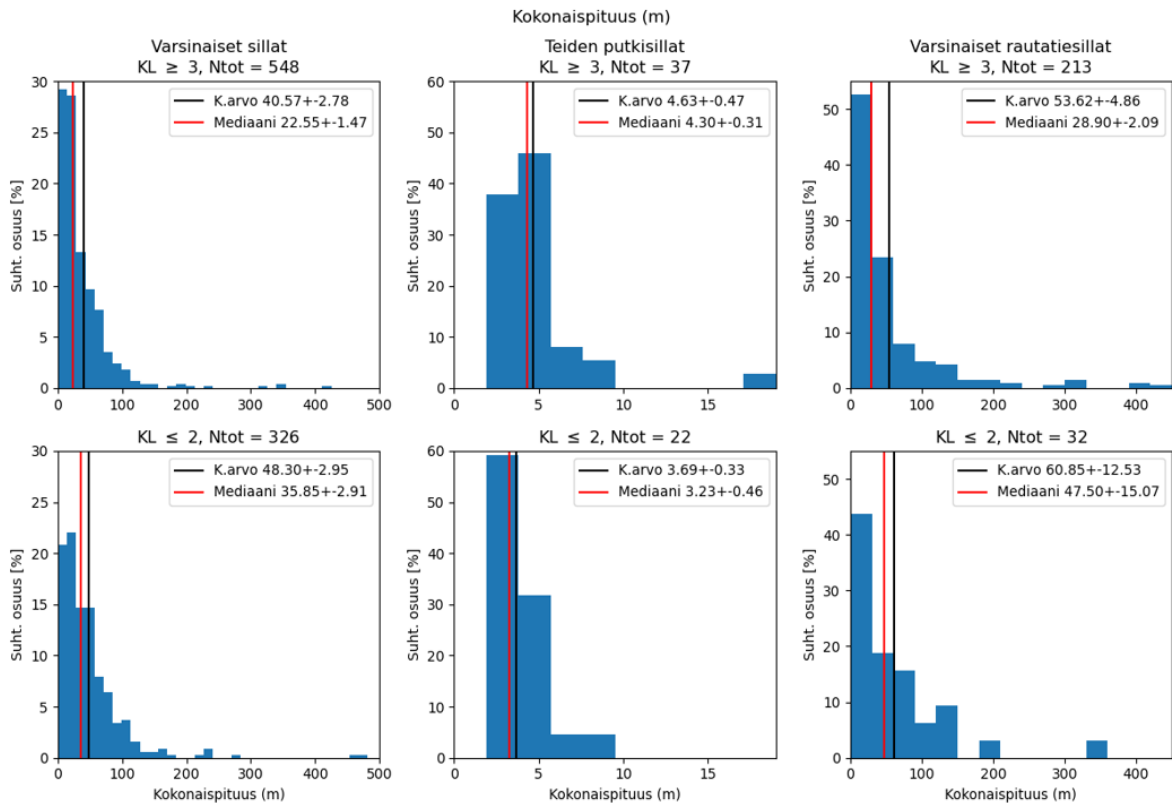 Kokonaispituus (m)
Varsinaiset sillat
KL ≥ 3, Ntot = 548
K.arvo 40.57+-2.78
Mediaani 22.55+-1.47
Suht. osuus [%]
30
25
20
15
10
5
0
0 100 200 300 400 500
Teiden putkisillat
KL ≥ 3, Ntot = 37
K.arvo 4.63+-0.47
Mediaani 4.30+-0.31
Suht. osuus [%]
60
50
40
30
20
10
0
0 5 10 15
Varsinaiset rautatiesillat
KL ≥ 3, Ntot = 213
K.arvo 53.62+-4.86
Mediaani 28.90+-2.09
Suht. osuus [%]
50
40
30
20
10
0
0 100 200 300 400
KL ≤ 2, Ntot = 326
K.arvo 48.30+-2.95
Mediaani 35.85+-2.91
Suht. osuus [%]
30
25
20
15
10
5
0
0 100 200 300 400 500
Kokonaispituus (m)
KL ≤ 2, Ntot = 22
K.arvo 3.69+-0.33
Mediaani 3.23+-0.46
Suht. osuus [%]
60
50
40
30
20
10
0
0 5 10 15
Kokonaispituus (m)
KL ≤ 2, Ntot = 32
K.arvo 60.85+-12.53
Mediaani 47.50+-15.07
Suht. osuus [%]
50
40
30
20
10
0
0 100 200 300 400
Kokonaispituus (m)